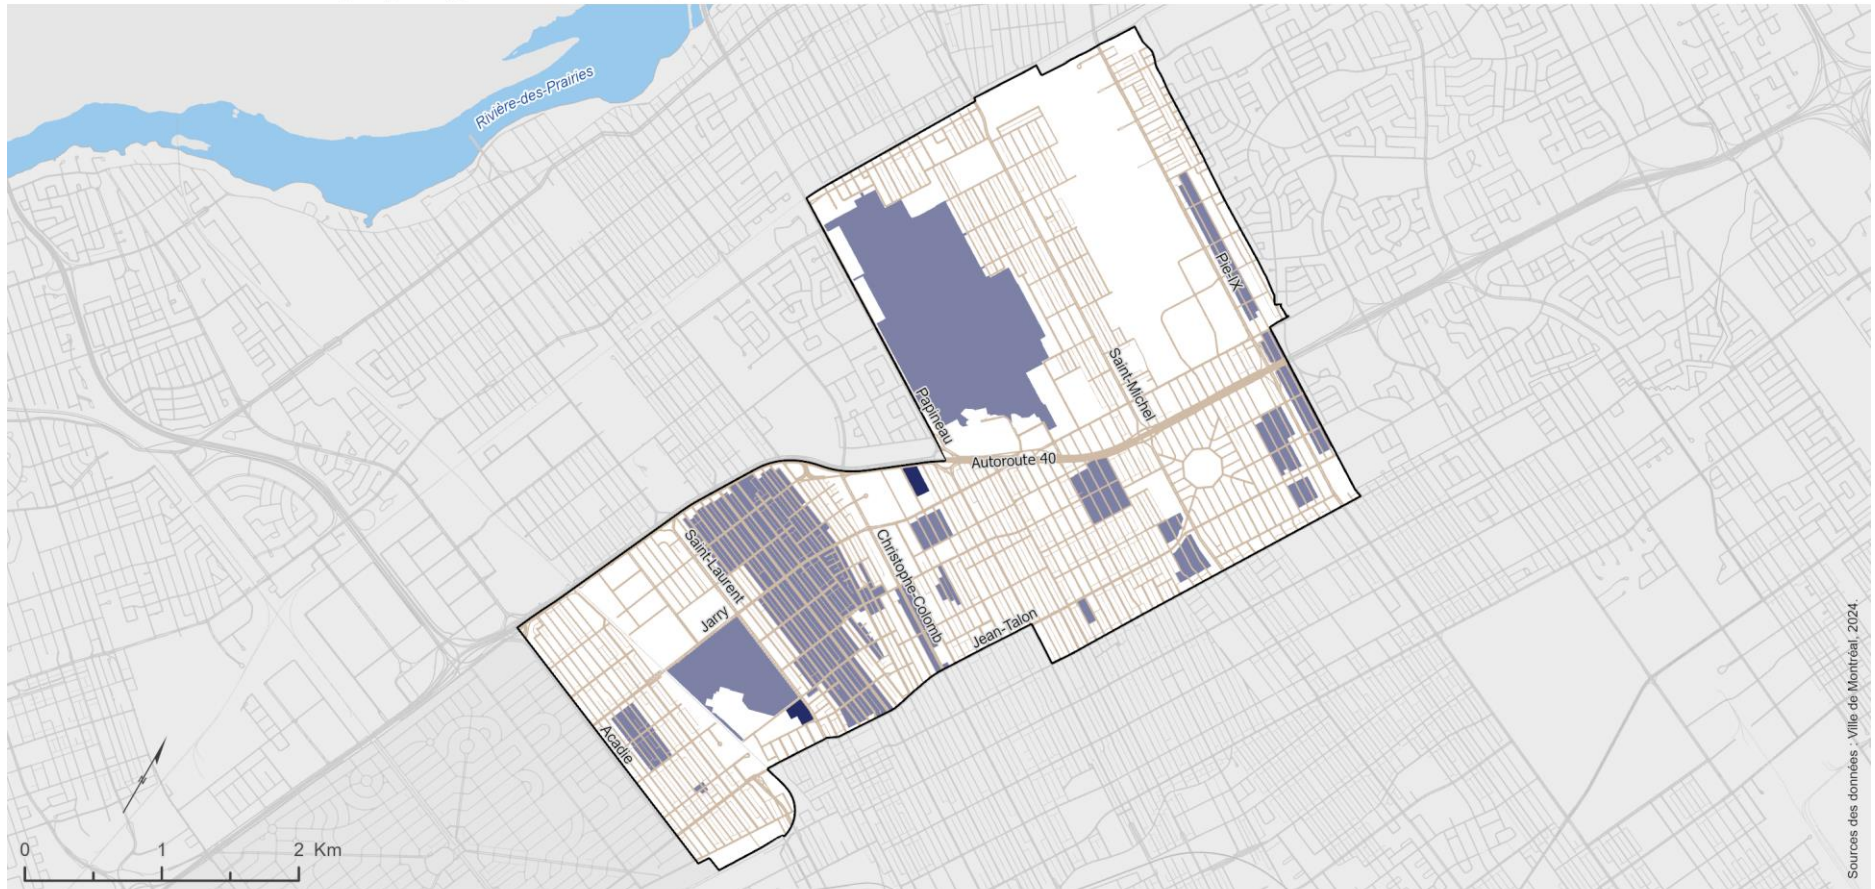 Rivière-des-Prairies
Pie-IX
Saint-Michel
Papineau
Autoroute 40
Saint-Laurent
Christophe-Colomb
Jarry
Jean-Talon
Acadie
N
0 1 2 Km
Sources des données : Ville de Montréal, 2024.